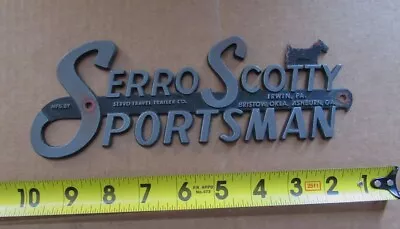 SERRO SCOTTY
MFG. BY
SERRO TRAVEL TRAILER CO.
IRWIN, PA.
BRISTOW, OKLA. ASHBURN, GA.
SPORTSMAN
10 9 8 7 6 5 4 3 2 1